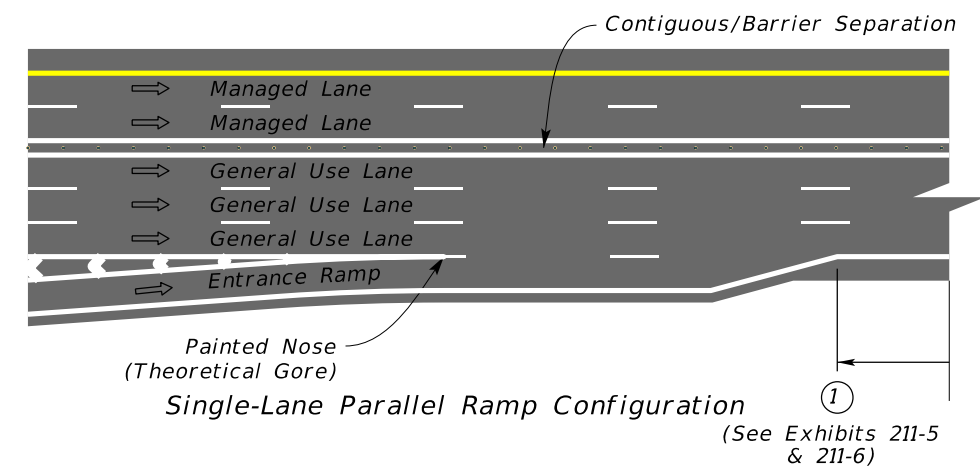 Contiguous/Barrier Separation
Managed Lane
Managed Lane
General Use Lane
General Use Lane
General Use Lane
Entrance Ramp
Painted Nose
(Theoretical Gore)
Single-Lane Parallel Ramp Configuration
1
(See Exhibits 211-5
& 211-6)